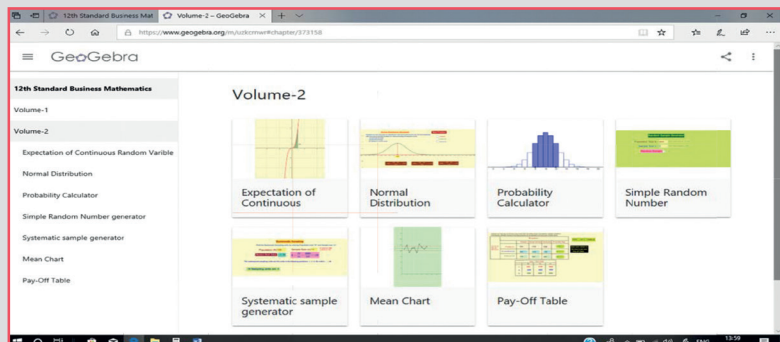 12th Standard Business Mat
Volume-2 – GeoGebra
https://www.geogebra.org/m/uzkcmwr#chapter/373158
GeoGebra
12th Standard Business Mathematics
Volume-1
Volume-2
Expectation of Continuous Random Varible
Normal Distribution
Probability Calculator
Simple Random Number generator
Systematic sample generator
Mean Chart
Pay-Off Table
Volume-2
Expectation of
Continuous
Normal
Distribution
Probability
Calculator
Simple Random
Number
Systematic sample
generator
Mean Chart
Pay-Off Table
ENG
13:59